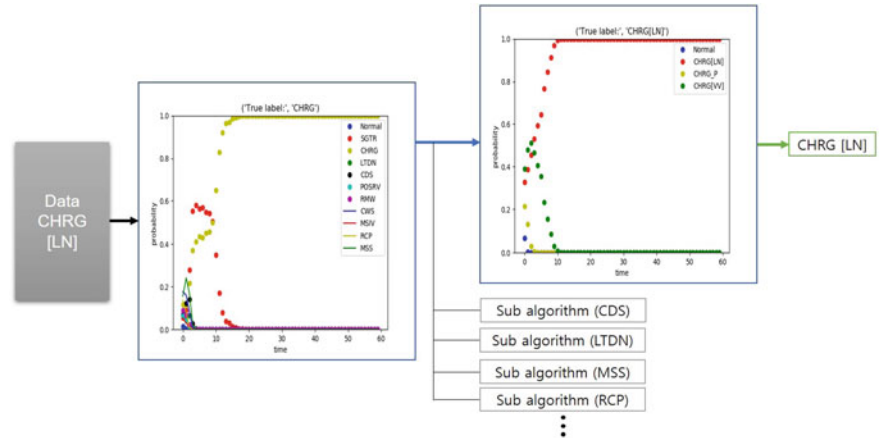 Data
CHRG
[LN]
('True label:', 'CHRG')
probability
1.0
0.8
0.6
0.4
0.2
0.0
0
10
20
30
40
50
60
time
Normal
SGTR
CHRG
LTDN
CDS
POSRV
RMW
CWS
MSIV
RCP
MSS
('True label:', 'CHRG[LN]')
probability
1.0
0.8
0.6
0.4
0.2
0.0
0
10
20
30
40
50
60
time
Normal
CHRG[LN]
CHRG_P
CHRG[VV]
CHRG [LN]
Sub algorithm (CDS)
Sub algorithm (LTDN)
Sub algorithm (MSS)
Sub algorithm (RCP)